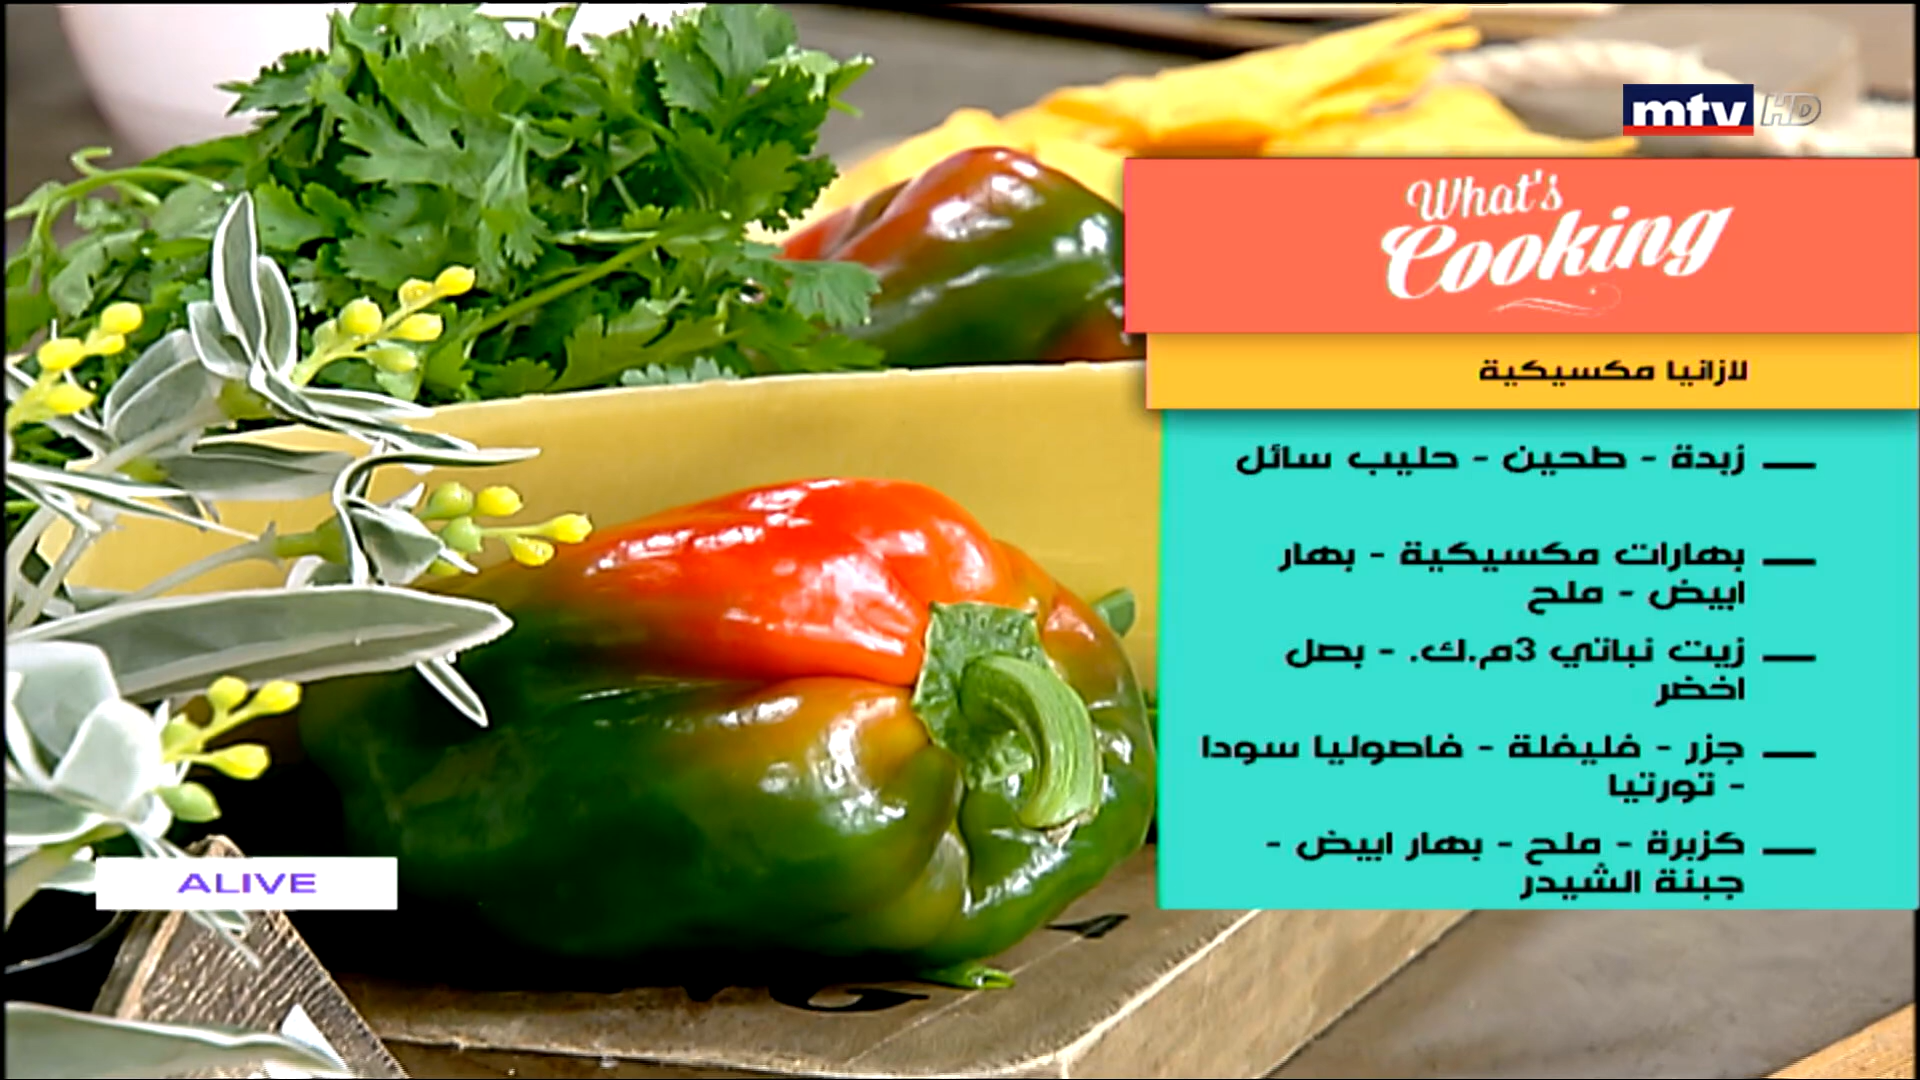 mtv HD
What's
Cooking
لازانيا مكسيكية
زبدة - طحين - حليب سائل
بهارات مكسيكية - بهار
ابيض - ملح
زيت نباتي 3م.ك. - بصل
اخضر
جزر - فليفلة - فاصوليا سودا
- تورتيا
كزبرة - ملح - بهار ابيض -
جبنة الشيدر
ALIVE